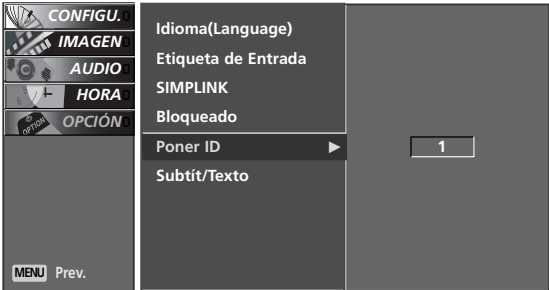 CONFIGU.
IMAGEN
AUDIO
HORA
OPCIÓN
OPTION
MENU Prev.
Idioma(Language)
Etiqueta de Entrada
SIMPLINK
Bloqueado
Poner ID ▶ 1
Subtít/Texto